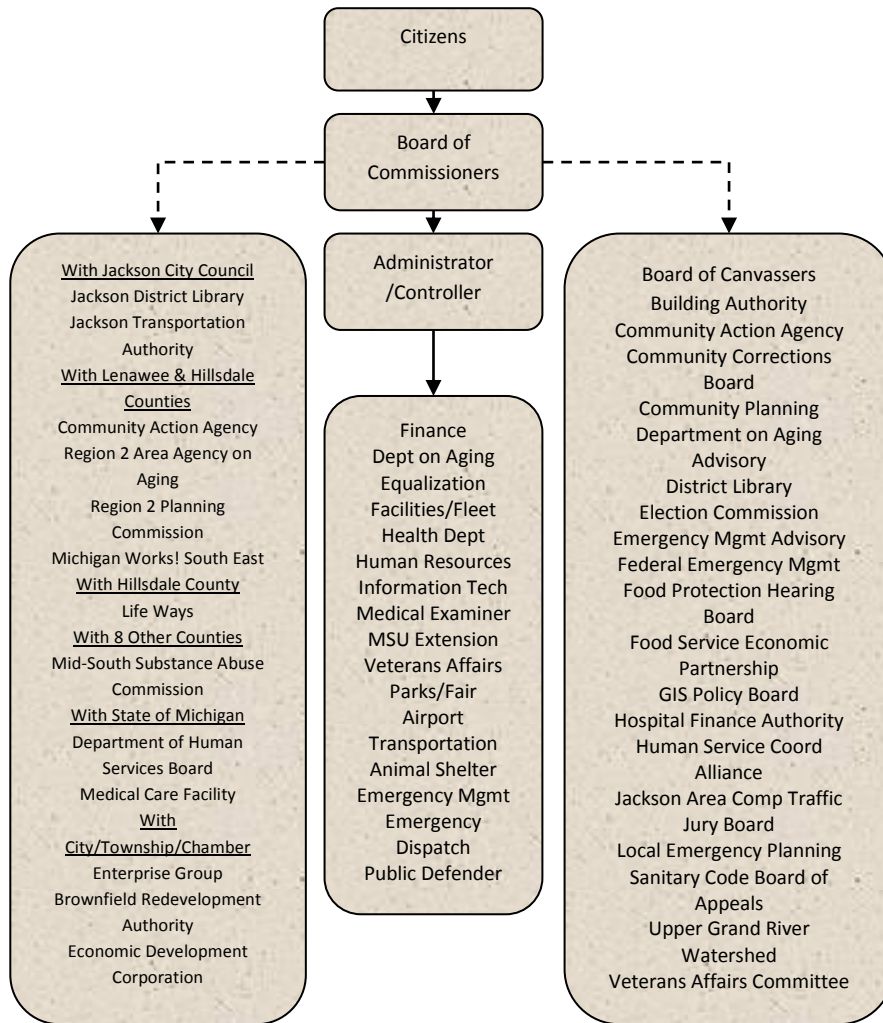 Citizens
Board of
Commissioners
Administrator
/Controller
With Jackson City Council
Jackson District Library
Jackson Transportation
Authority
With Lenawee & Hillsdale
Counties
Community Action Agency
Region 2 Area Agency on
Aging
Region 2 Planning
Commission
Michigan Works! South East
With Hillsdale County
Life Ways
With 8 Other Counties
Mid-South Substance Abuse
Commission
With State of Michigan
Department of Human
Services Board
Medical Care Facility
With
City/Township/Chamber
Enterprise Group
Brownfield Redevelopment
Authority
Economic Development
Corporation
Finance
Dept on Aging
Equalization
Facilities/Fleet
Health Dept
Human Resources
Information Tech
Medical Examiner
MSU Extension
Veterans Affairs
Parks/Fair
Airport
Transportation
Animal Shelter
Emergency Mgmt
Emergency
Dispatch
Public Defender
Board of Canvassers
Building Authority
Community Action Agency
Community Corrections
Board
Community Planning
Department on Aging
Advisory
District Library
Election Commission
Emergency Mgmt Advisory
Federal Emergency Mgmt
Food Protection Hearing
Board
Food Service Economic
Partnership
GIS Policy Board
Hospital Finance Authority
Human Service Coord
Alliance
Jackson Area Comp Traffic
Jury Board
Local Emergency Planning
Sanitary Code Board of
Appeals
Upper Grand River
Watershed
Veterans Affairs Committee